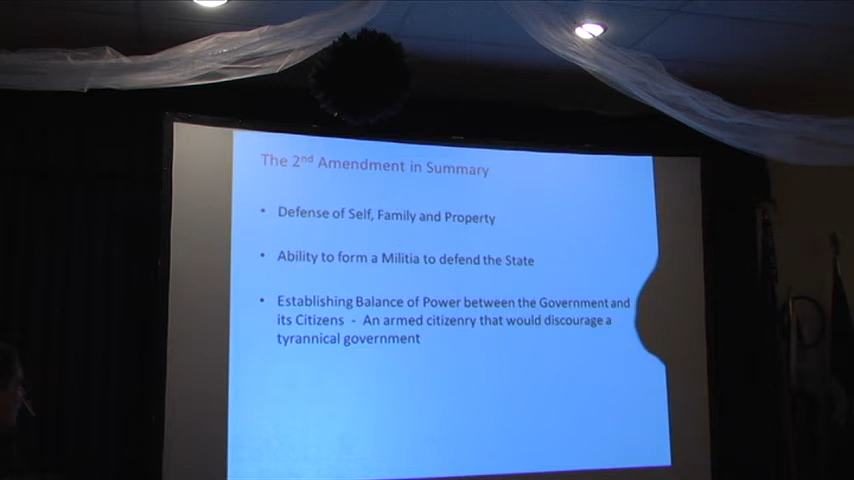 The 2nd Amendment in Summary
• Defense of Self, Family and Property
• Ability to form a Militia to defend the State
• Establishing Balance of Power between the Government and
its Citizens - An armed citizenry that would discourage a
tyrannical government